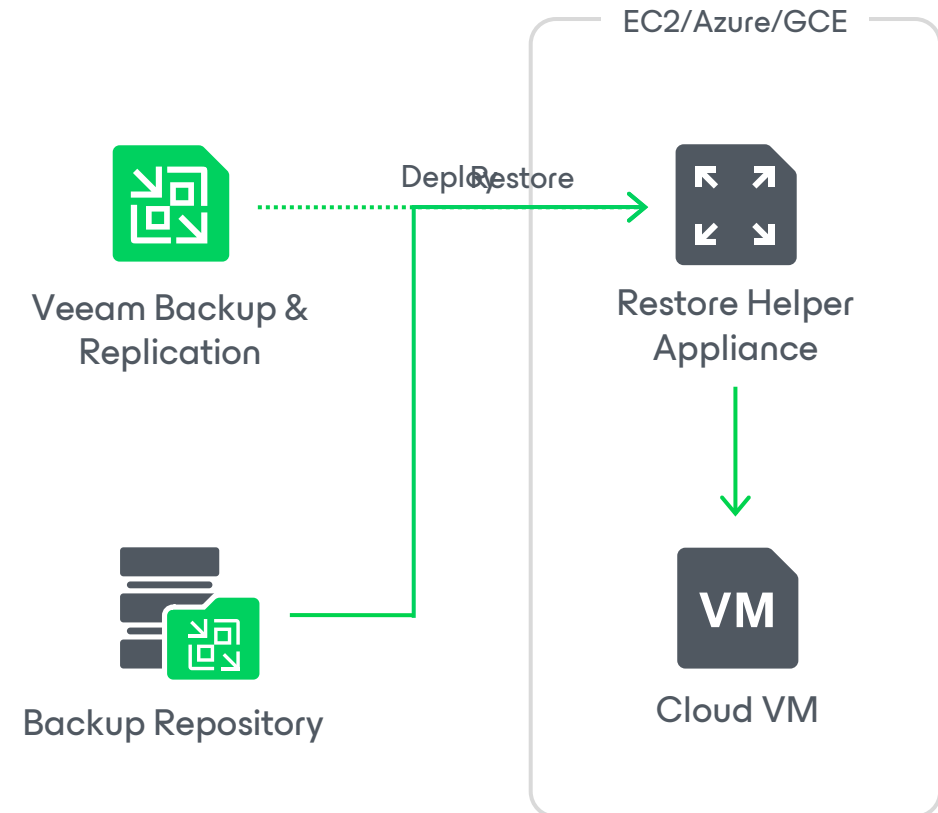 EC2/Azure/GCE
Deploy
Restore
Veeam Backup &
Replication
Restore Helper
Appliance
VM
Backup Repository
Cloud VM